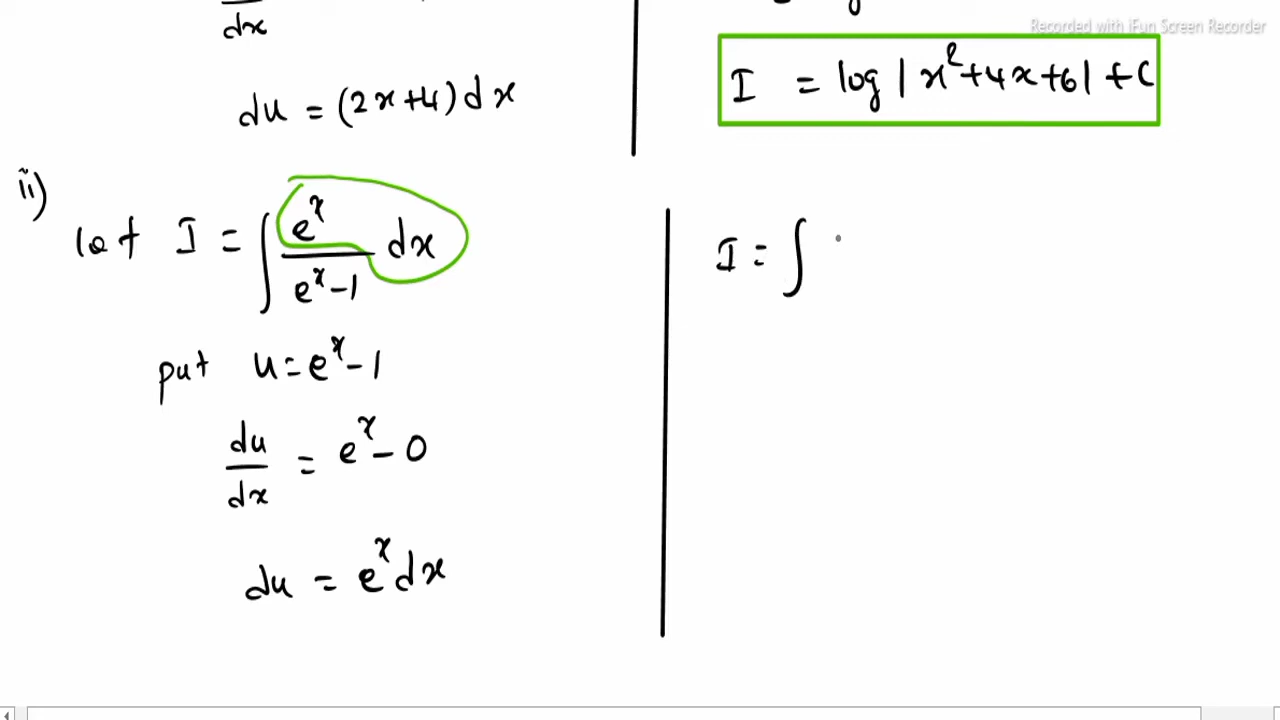 dx
Recorded with iFun Screen Recorder
du = (2x+4) dx
I = log |x²+4x+6| + C
ii)
let I = ∫ eˣ/(eˣ-1) dx
put u = eˣ-1
du/dx = eˣ - 0
du = eˣ dx
I = ∫